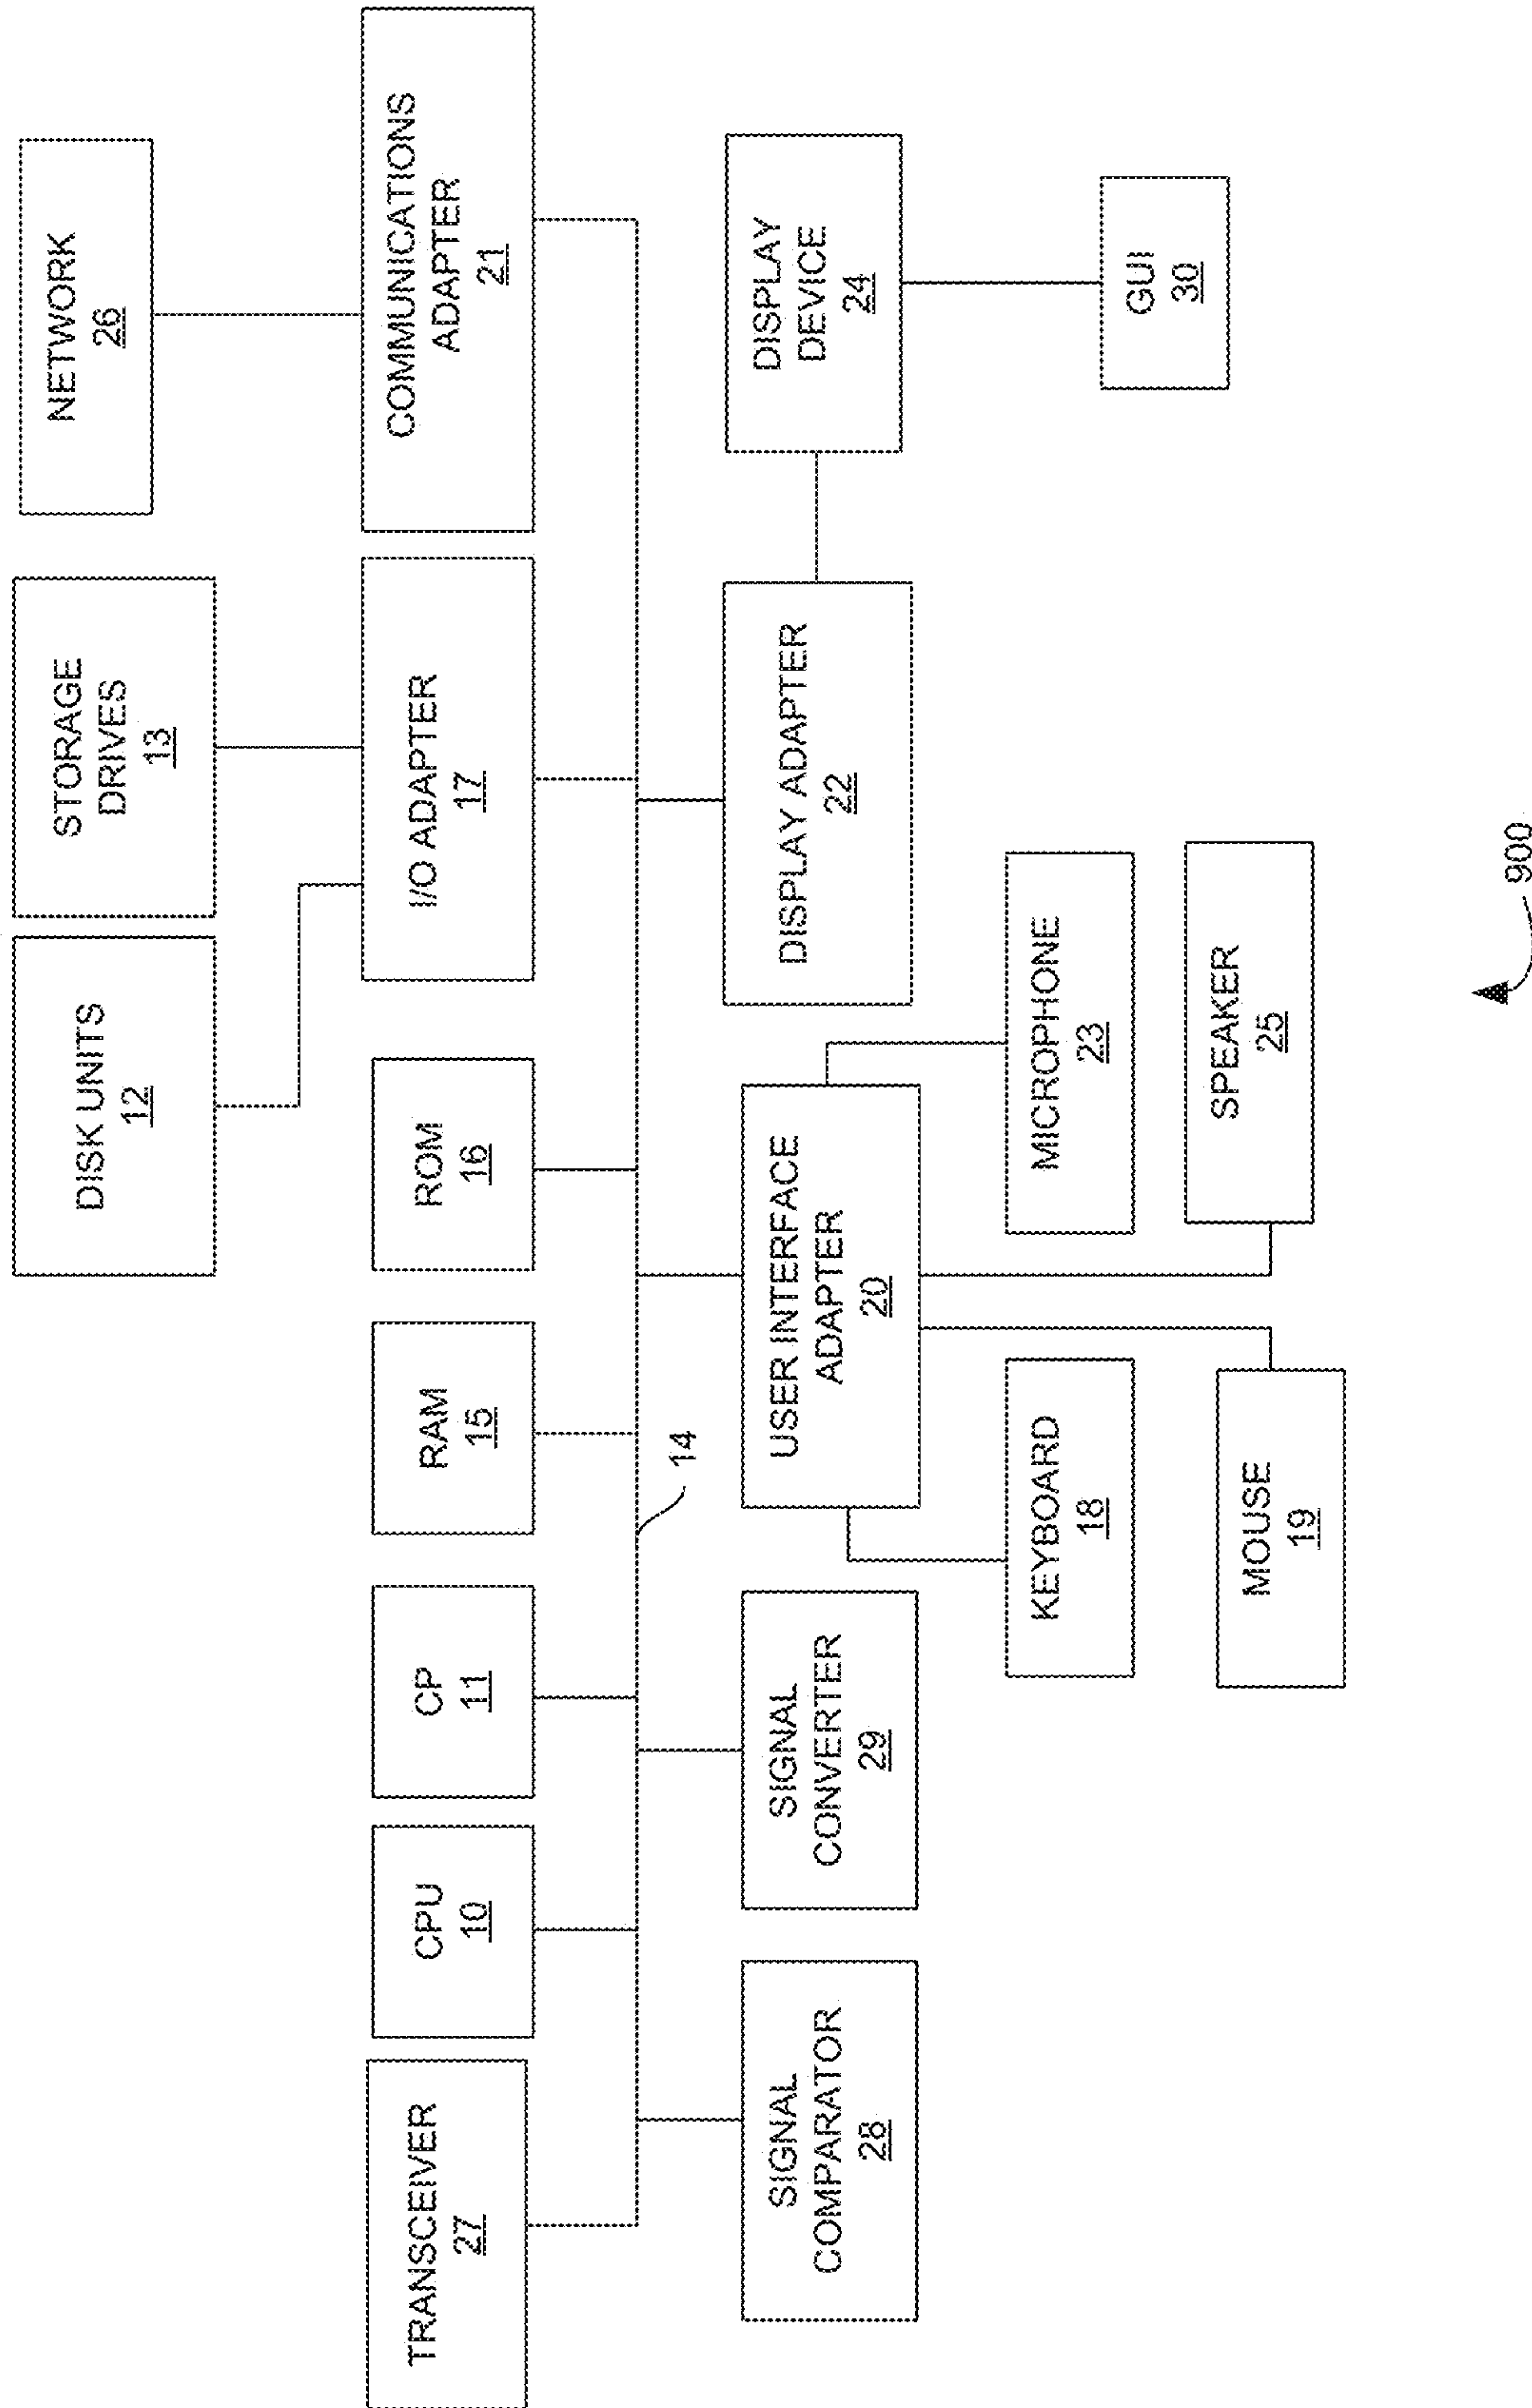 DISK UNITS
12
STORAGE
DRIVES
13
NETWORK
26
TRANSCEIVER
27
CPU
10
CP
11
RAM
15
ROM
16
I/O ADAPTER
17
COMMUNICATIONS
ADAPTER
21
14
SIGNAL
COMPARATOR
28
SIGNAL
CONVERTER
29
USER INTERFACE
ADAPTER
20
DISPLAY ADAPTER
22
DISPLAY
DEVICE
24
KEYBOARD
18
MICROPHONE
23
GUI
30
MOUSE
19
SPEAKER
25
900